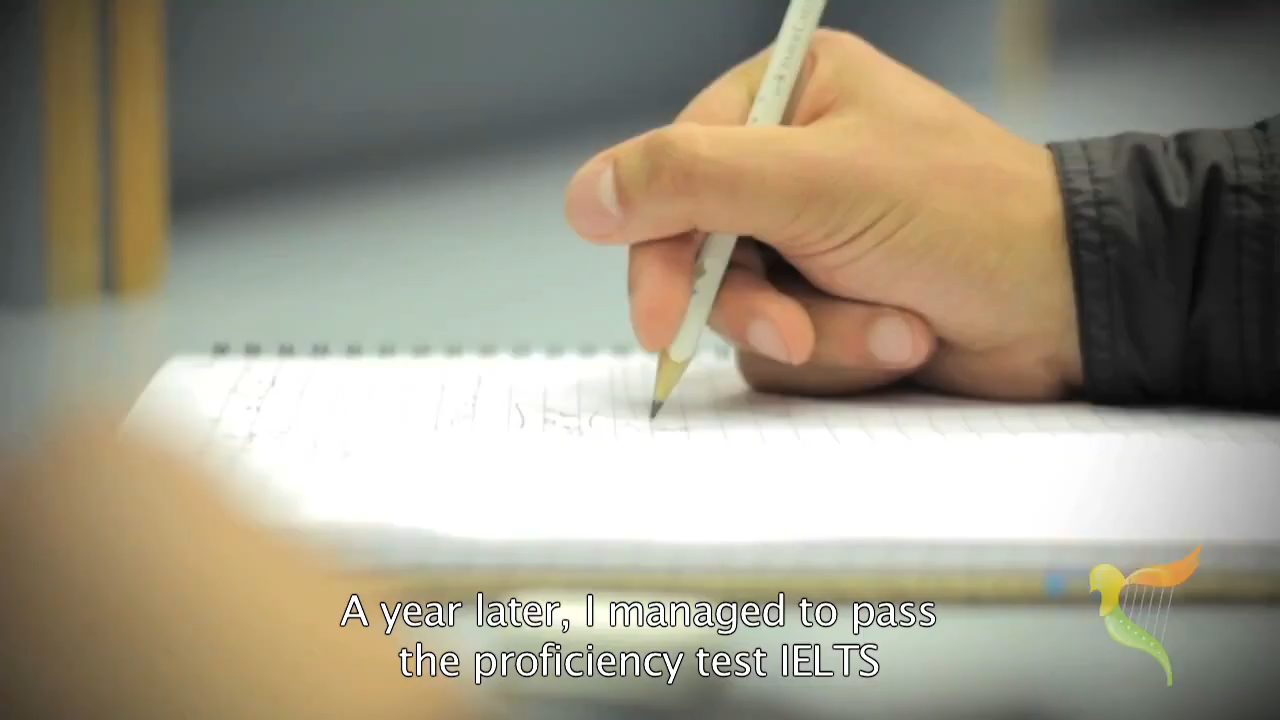 A year later, I managed to pass
the proficiency test IELTS